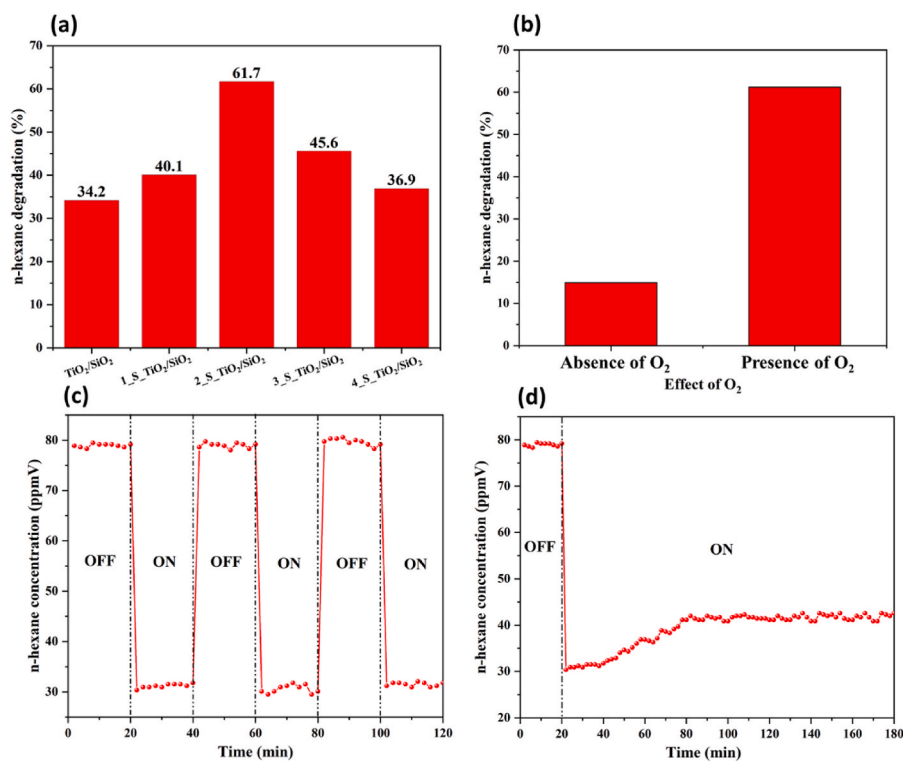 (a)
70
60
50
40
30
20
10
0
n-hexane degradation (%)
34.2
40.1
61.7
45.6
36.9
TiO₂/SiO₂
1_S_TiO₂/SiO₂
2_S_TiO₂/SiO₂
3_S_TiO₂/SiO₂
4_S_TiO₂/SiO₂
(b)
70
60
50
40
30
20
10
0
n-hexane degradation (%)
Absence of O₂
Presence of O₂
Effect of O₂
(c)
80
70
60
50
40
30
n-hexane concentration (ppmV)
OFF
ON
OFF
ON
OFF
ON
0
20
40
60
80
100
120
Time (min)
(d)
80
70
60
50
40
30
20
n-hexane concentration (ppmV)
OFF
ON
0
20
40
60
80
100
120
140
160
180
Time (min)